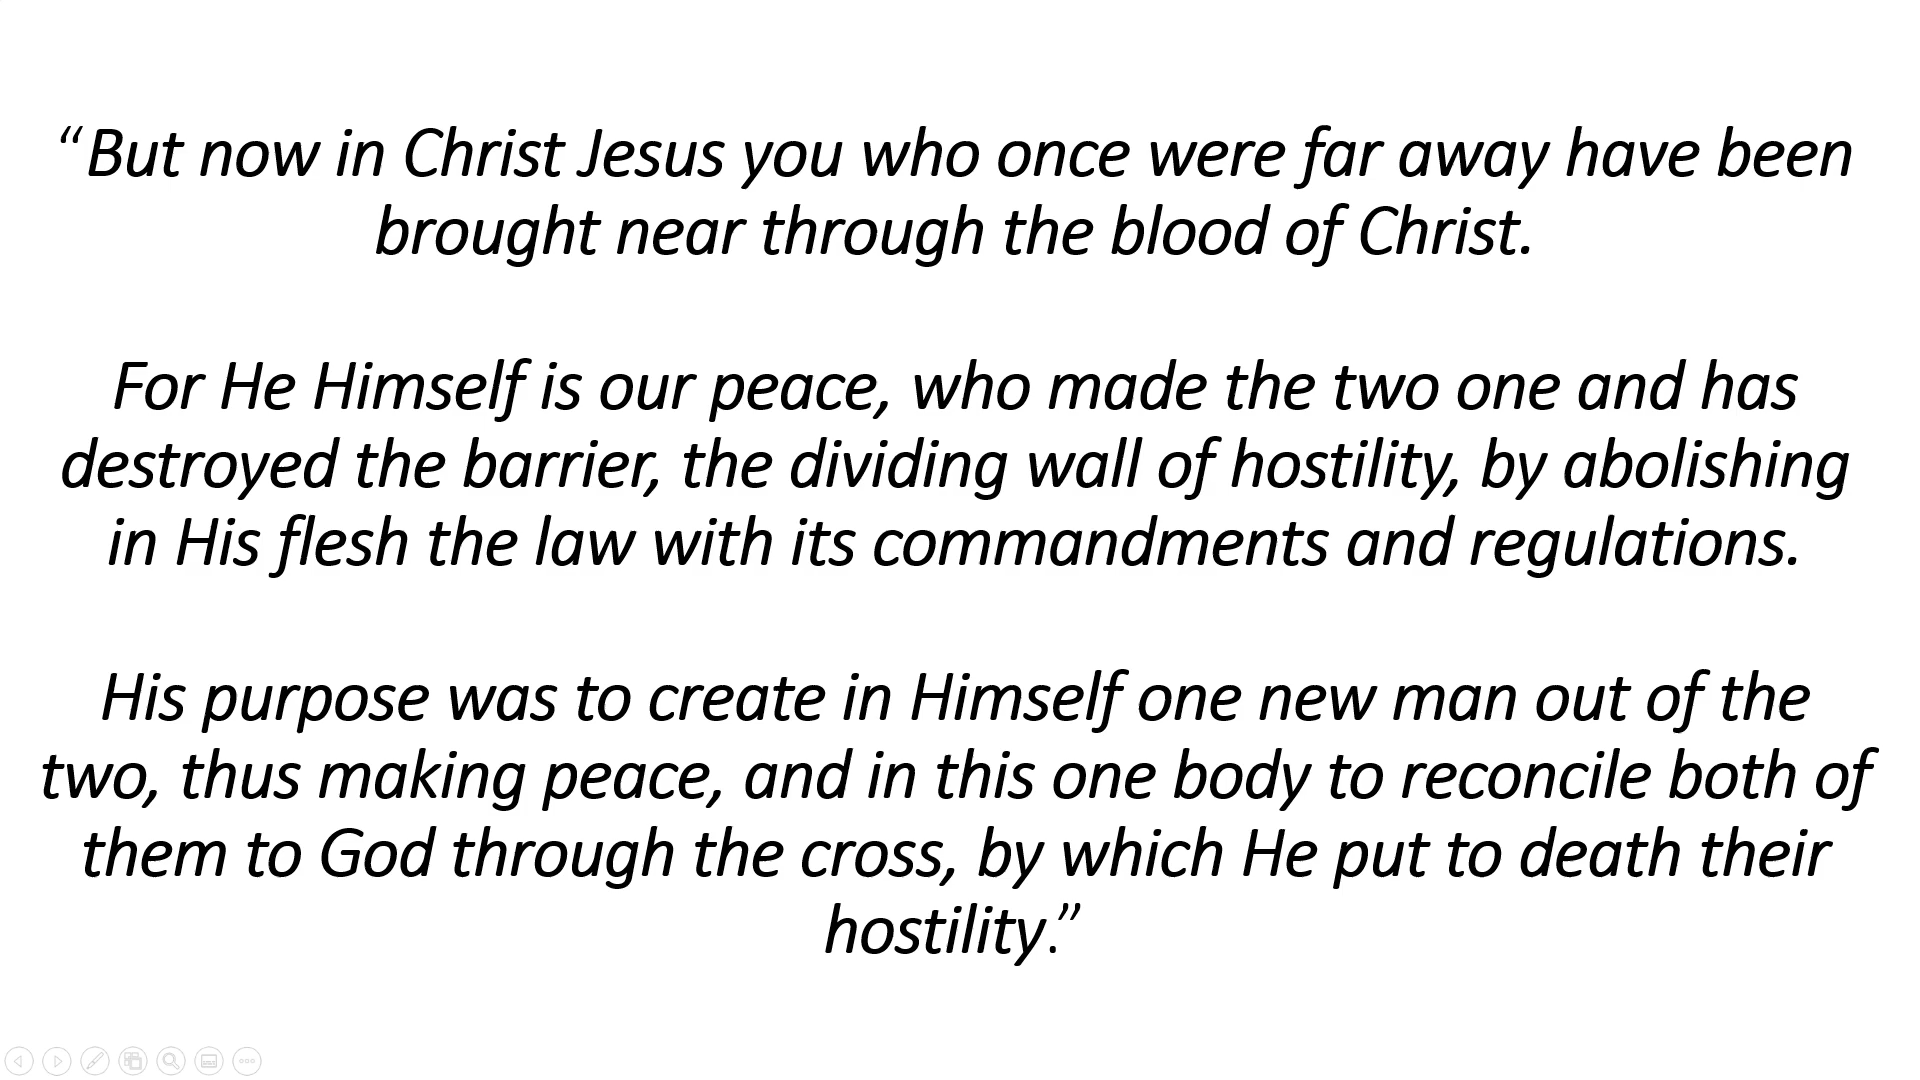 “But now in Christ Jesus you who once were far away have been
brought near through the blood of Christ.
For He Himself is our peace, who made the two one and has
destroyed the barrier, the dividing wall of hostility, by abolishing
in His flesh the law with its commandments and regulations.
His purpose was to create in Himself one new man out of the
two, thus making peace, and in this one body to reconcile both of
them to God through the cross, by which He put to death their
hostility.”